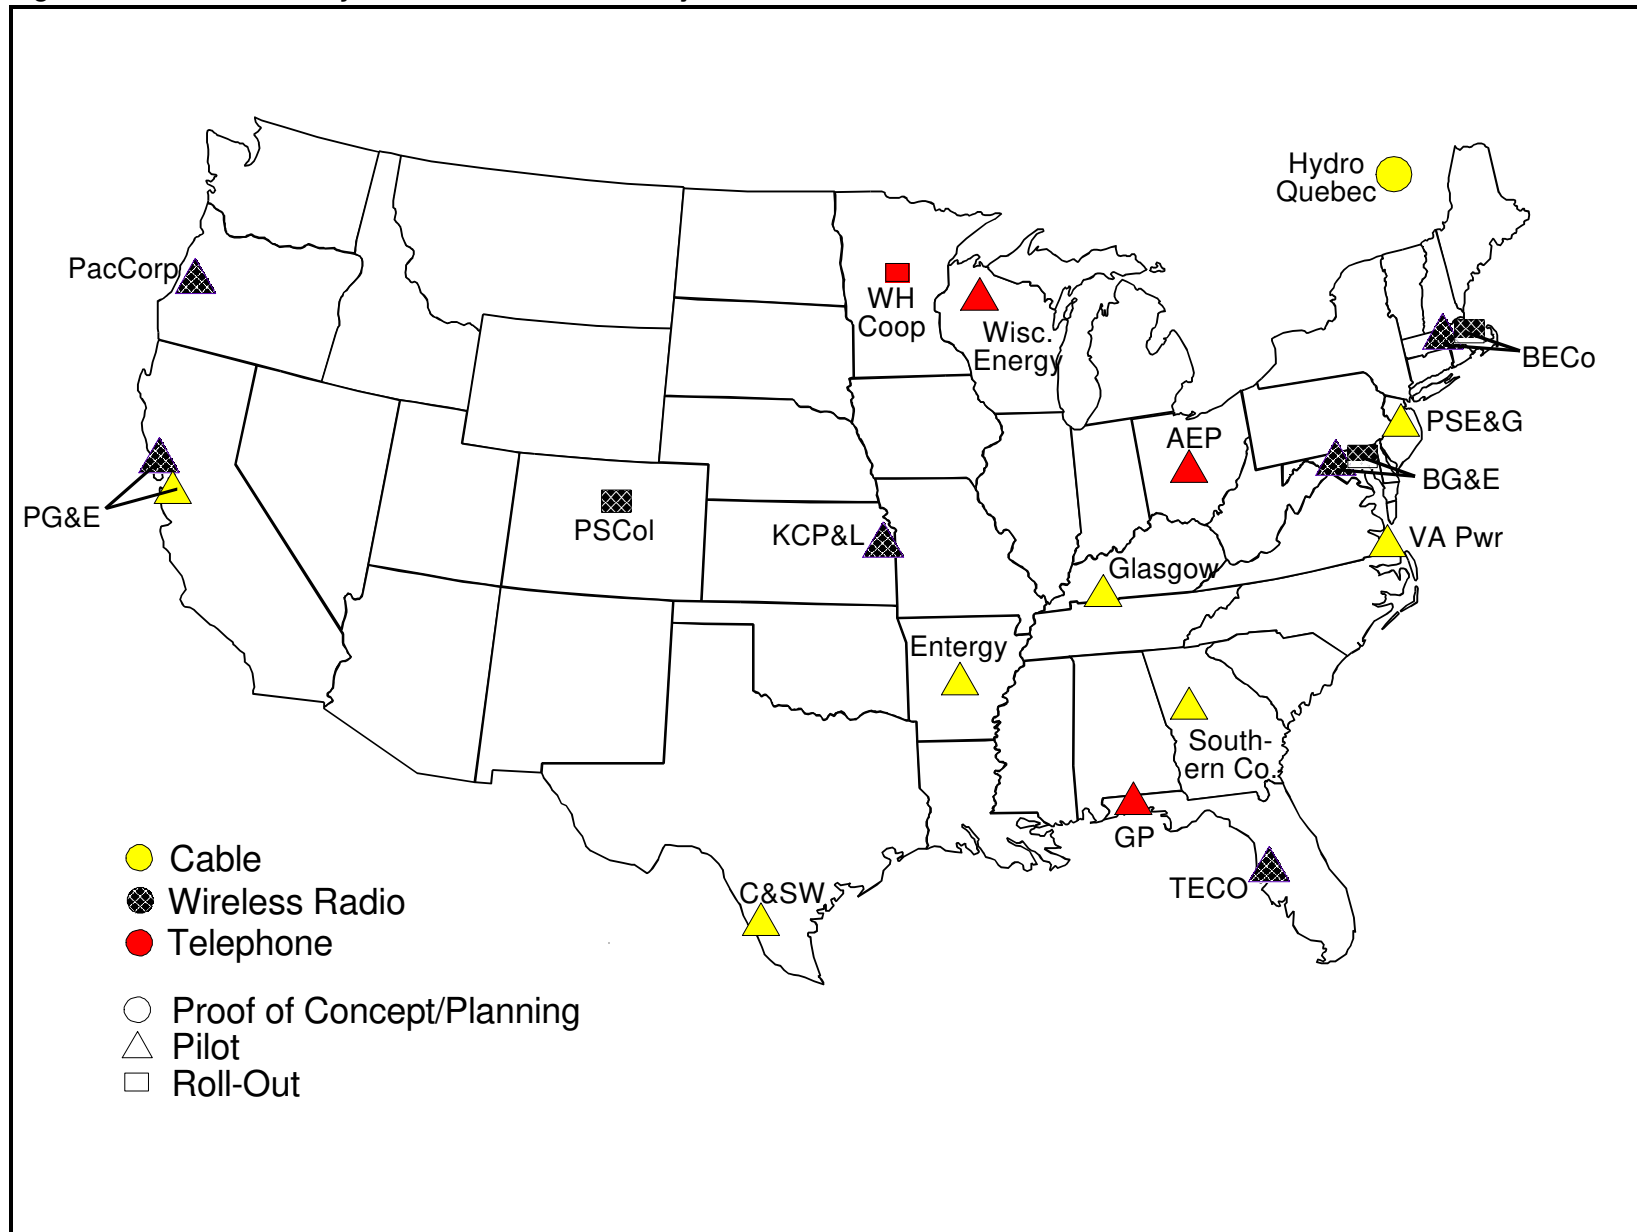 Hydro
Quebec
PacCorp
WH
Coop
Wisc.
Energy
BECo
AEP
PSE&G
BG&E
PG&E
PSCol
KCP&L
VA Pwr
Glasgow
Entergy
South-
ern Co.
GP
TECO
C&SW
Cable
Wireless Radio
Telephone
Proof of Concept/Planning
Pilot
Roll-Out